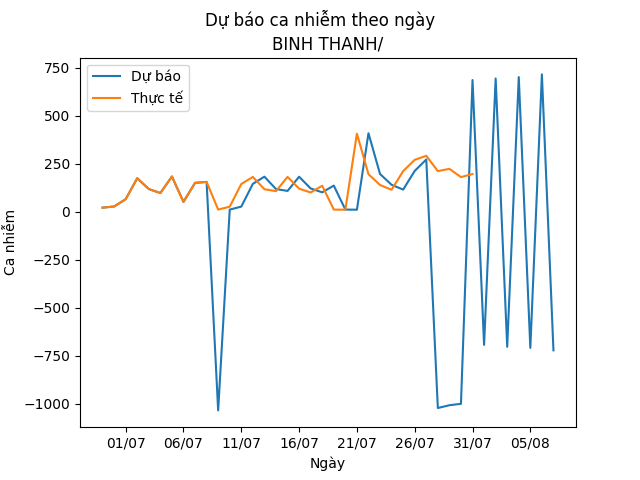 Dự báo ca nhiễm theo ngày
BINH THANH/
Dự báo
Thực tế
750
500
250
0
−250
−500
−750
−1000
Ca nhiễm
01/07 06/07 11/07 16/07 21/07 26/07 31/07 05/08
Ngày